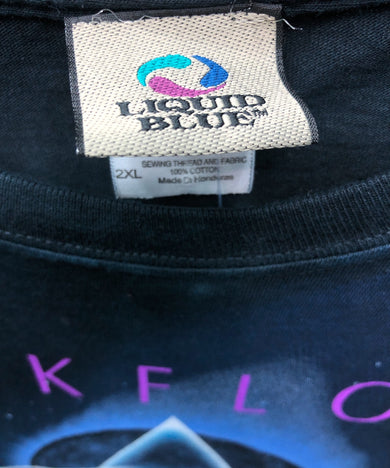 LIQUID
BLUE™
SEWING THREAD AND FABRIC
2XL 100% COTTON
Made in Honduras
K F L O